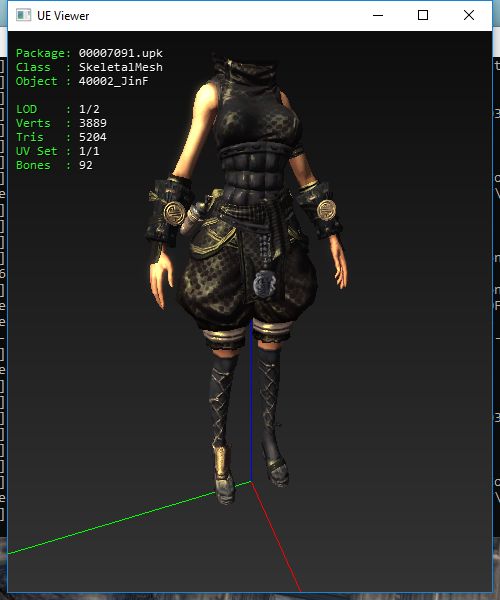 UE Viewer
Package: 00007091.upk
Class : SkeletalMesh
Object : 40002_JinF
LOD : 1/2
Verts : 3889
Tris : 5204
UV Set : 1/1
Bones : 92